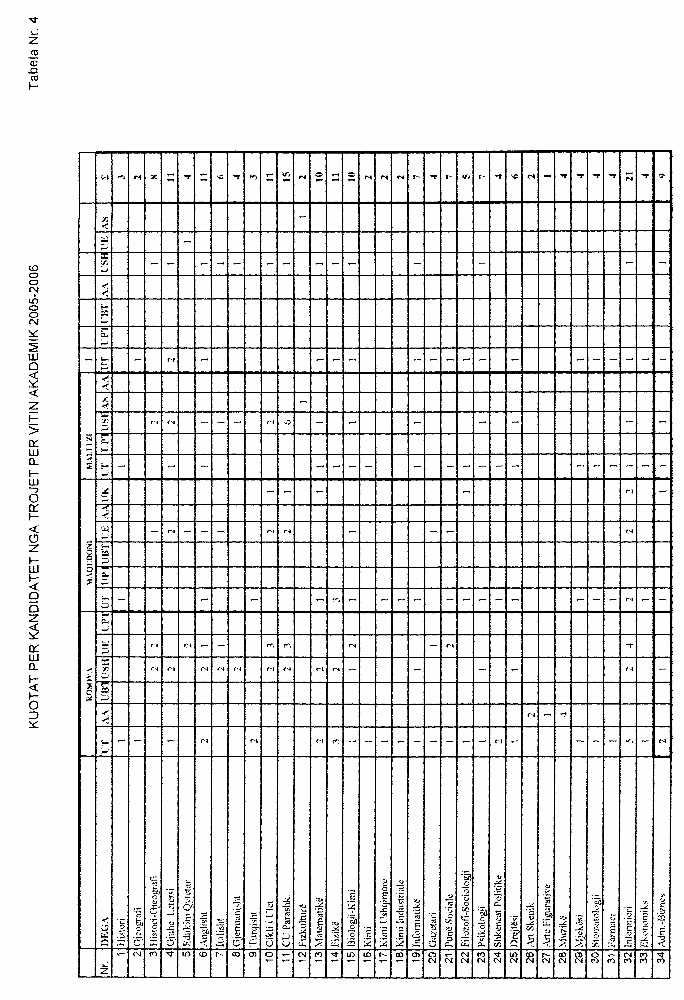 Tabela Nr. 4
KUOTAT PER KANDIDATET NGA TROJET PER VITIN AKADEMIK 2005-2006
KOSOVA MAQEDONI MALI I ZI 1
Nr. DEGA UT AA UBT USH UE UPT UT UPT UBT UE AA UK UT UPT USH AS AA UT UPT UBT AA USH UE AS Σ
1 Histori 1 1 1 3
2 Gjeografi 1 1 2
3 Histori-Gjeografi 2 2 1 2 1 8
4 Gjuhe Letersi 1 2 2 1 2 2 1 11
5 Edukim Qytetar 2 1 1 4
6 Anglisht 2 2 1 1 1 1 1 1 1 11
7 Italisht 2 1 1 1 1 6
8 Gjermanisht 2 1 1 4
9 Turqisht 2 1 3
10 Cikli i Ulet 2 3 2 1 2 1 11
11 CU Parashk. 2 3 2 1 6 1 15
12 Fizkulturë 1 1 2
13 Matematikë 2 2 1 1 1 1 1 1 10
14 Fizikë 3 2 3 1 1 1 11
15 Biologji-Kimi 1 1 2 1 1 1 1 1 1 10
16 Kimi 1 1 2
17 Kimi Ushqimore 1 1 2
18 Kimi Industriale 1 1 2
19 Informatikë 1 1 1 1 1 1 1 7
20 Gazetari 1 1 1 1 4
21 Punë Sociale 1 2 1 1 1 1 7
22 Filozofi-Sociologji 1 1 1 1 1 5
23 Psikologji 1 1 1 1 1 1 1 7
24 Shkencat Politike 2 1 1 4
25 Drejtësi 1 1 1 1 1 1 6
26 Art Skenik 2 2
27 Arte Figurative 1 1
28 Muzikë 4 4
29 Mjekësi 1 1 1 1 4
30 Stomatologji 1 1 1 1 4
31 Farmaci 1 1 1 1 4
32 Infermieri 5 2 4 2 2 2 1 1 1 1 21
33 Ekonomiks 1 1 1 1 4
34 Adm.-Biznes 2 1 1 1 1 1 1 1 9